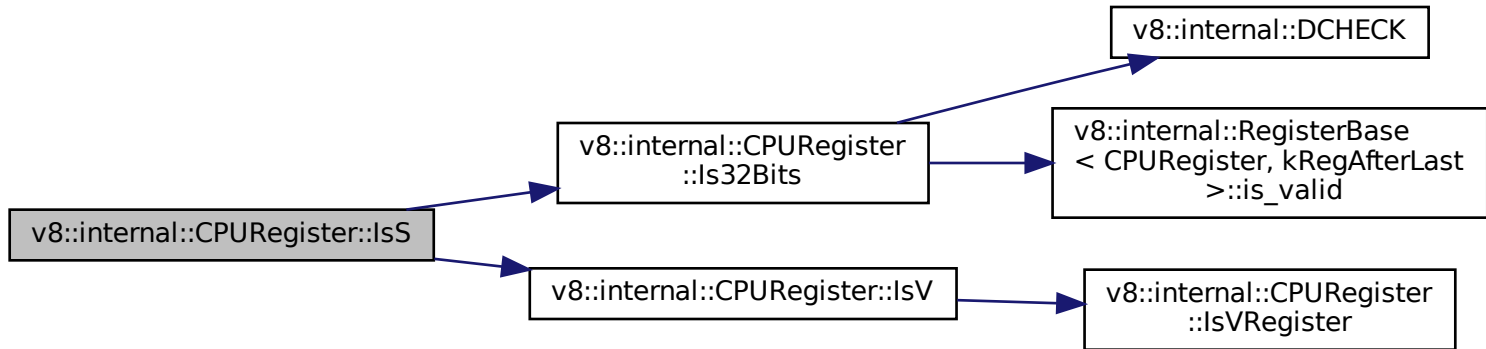 v8::internal::DCHECK
v8::internal::CPURegister
::Is32Bits
v8::internal::RegisterBase
< CPURegister, kRegAfterLast
>::is_valid
v8::internal::CPURegister::IsS
v8::internal::CPURegister::IsV
v8::internal::CPURegister
::IsVRegister